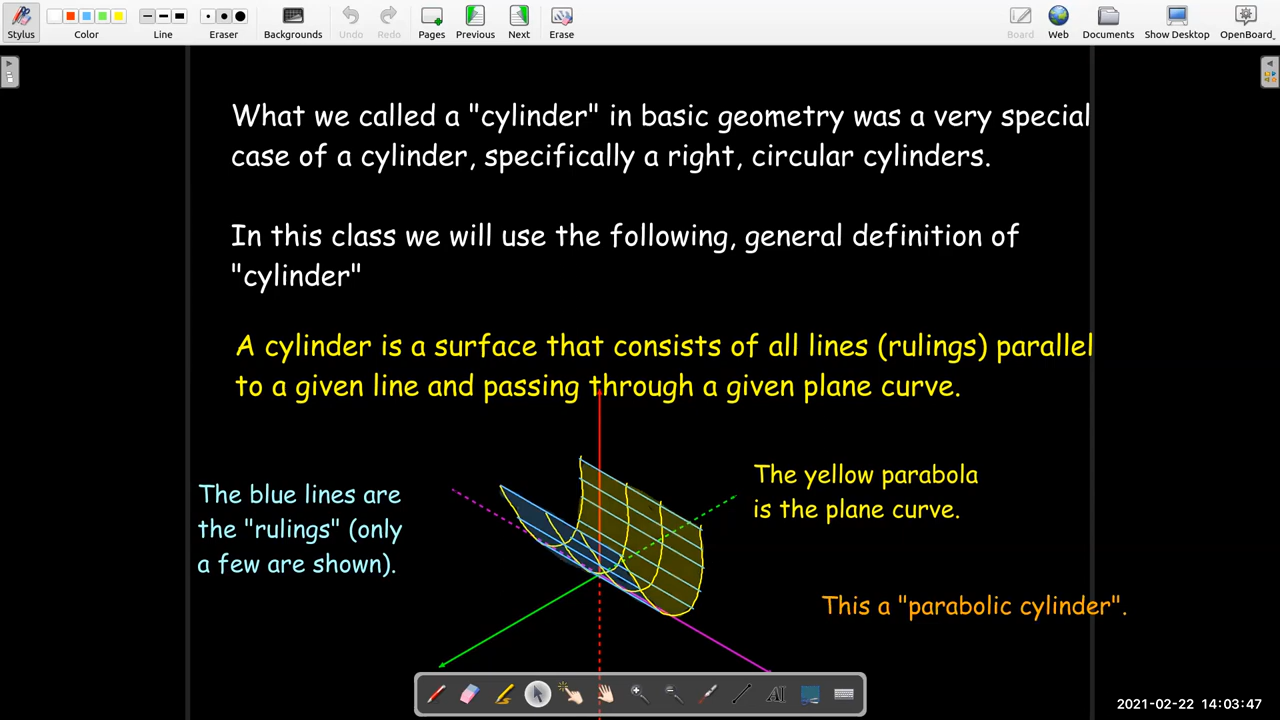 Stylus Color Line Eraser Backgrounds Undo Redo Pages Previous Next Erase Board Web Documents Show Desktop OpenBoard
What we called a "cylinder" in basic geometry was a very special
case of a cylinder, specifically a right, circular cylinders.
In this class we will use the following, general definition of
"cylinder"
A cylinder is a surface that consists of all lines (rulings) parallel
to a given line and passing through a given plane curve.
The blue lines are
the "rulings" (only
a few are shown).
The yellow parabola
is the plane curve.
This a "parabolic cylinder".
AI
2021-02-22 14:03:47